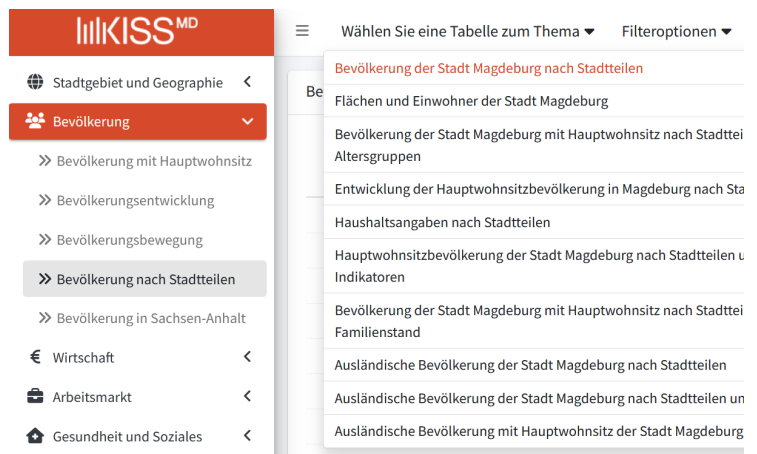 KISS MD
Wählen Sie eine Tabelle zum Thema
Filteroptionen
Stadtgebiet und Geographie
Bevölkerung
Bevölkerung mit Hauptwohnsitz
Bevölkerungsentwicklung
Bevölkerungsbewegung
Bevölkerung nach Stadtteilen
Bevölkerung in Sachsen-Anhalt
Wirtschaft
Arbeitsmarkt
Gesundheit und Soziales
Be
Bevölkerung der Stadt Magdeburg nach Stadtteilen
Flächen und Einwohner der Stadt Magdeburg
Bevölkerung der Stadt Magdeburg mit Hauptwohnsitz nach Stadttei
Altersgruppen
Entwicklung der Hauptwohnsitzbevölkerung in Magdeburg nach Sta
Haushaltsangaben nach Stadtteilen
Hauptwohnsitzbevölkerung der Stadt Magdeburg nach Stadtteilen u
Indikatoren
Bevölkerung der Stadt Magdeburg mit Hauptwohnsitz nach Stadttei
Familienstand
Ausländische Bevölkerung der Stadt Magdeburg nach Stadtteilen
Ausländische Bevölkerung der Stadt Magdeburg nach Stadtteilen un
Ausländische Bevölkerung mit Hauptwohnsitz der Stadt Magdeburg